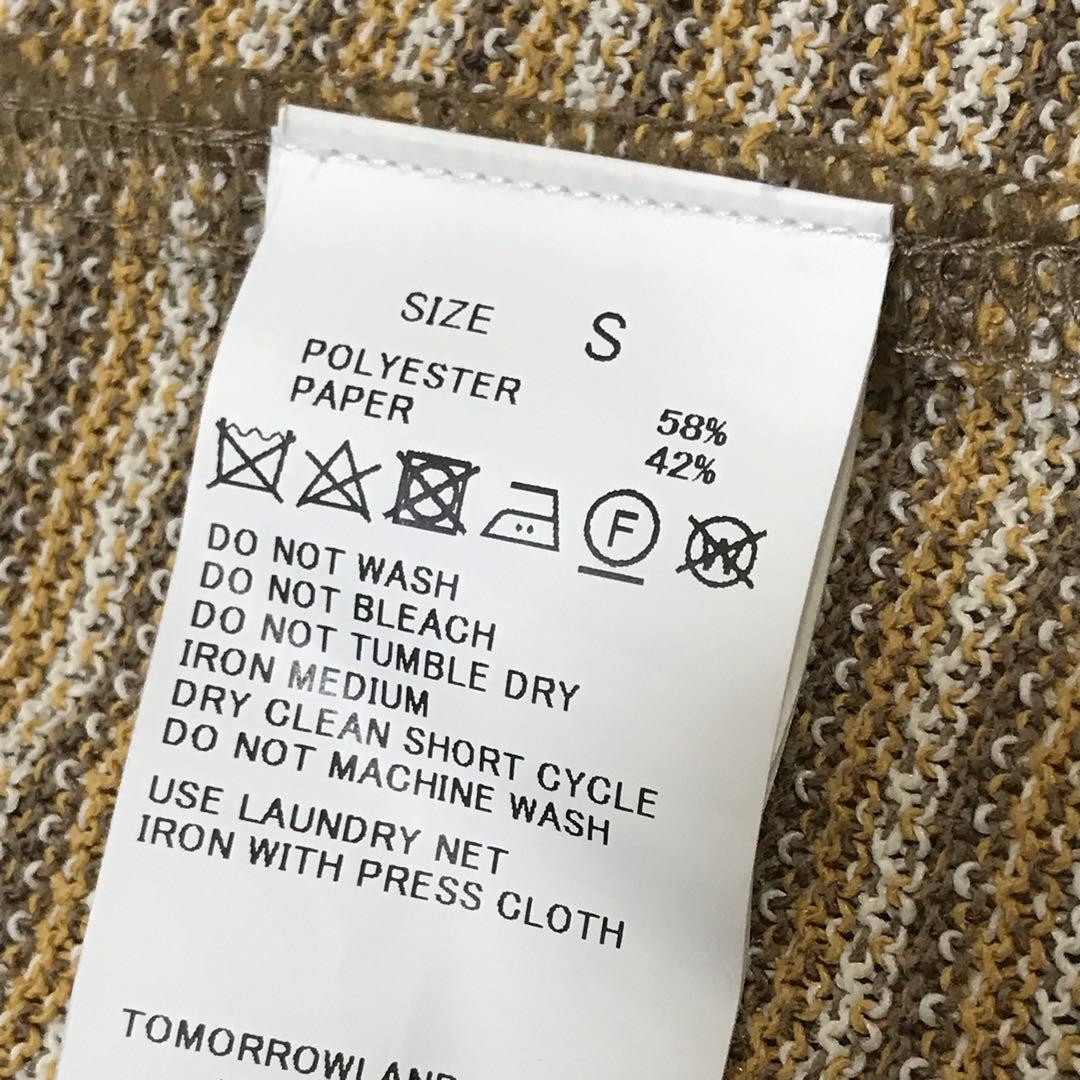 SIZE S
POLYESTER 58%
PAPER 42%
F
W
DO NOT WASH
DO NOT BLEACH
DO NOT TUMBLE DRY
IRON MEDIUM
DRY CLEAN SHORT CYCLE
DO NOT MACHINE WASH
USE LAUNDRY NET
IRON WITH PRESS CLOTH
TOMORROWLAND